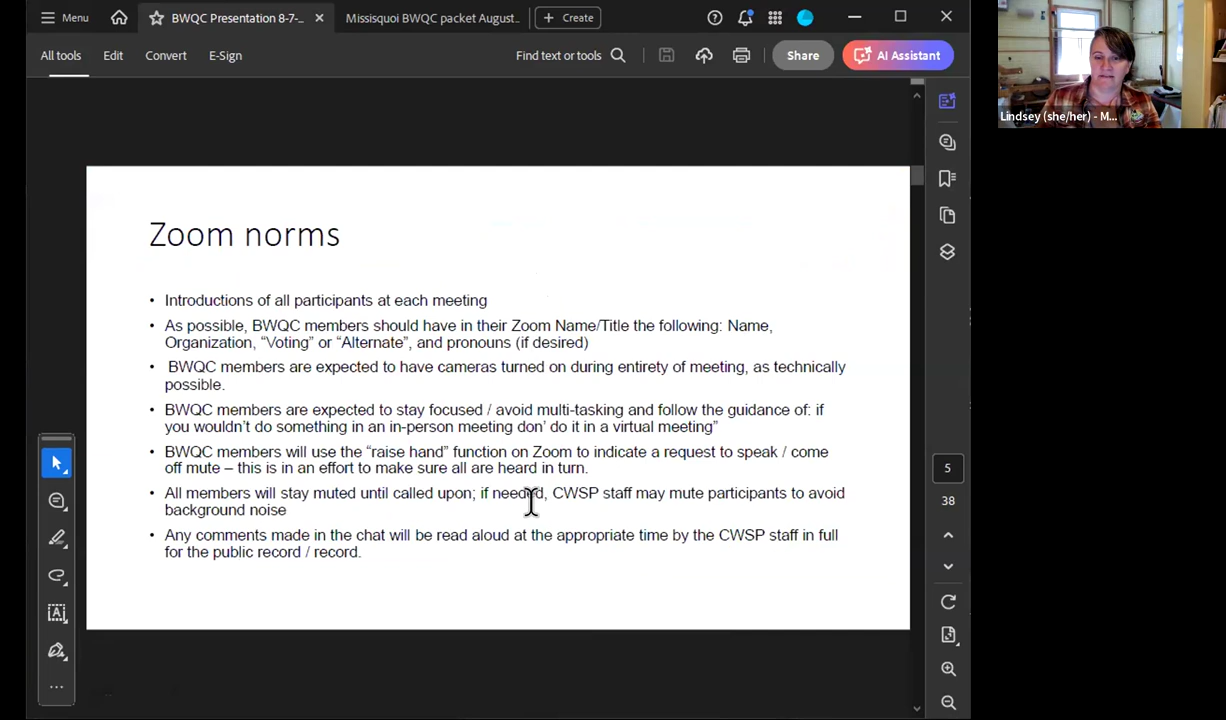 Menu
BWQC Presentation 8-7-...
Missisquoi BWQC packet August...
Create
All tools
Edit
Convert
E-Sign
Find text or tools
Share
AI Assistant
Lindsey (she/her) - M...
Zoom norms
• Introductions of all participants at each meeting
• As possible, BWQC members should have in their Zoom Name/Title the following: Name,
Organization, “Voting” or “Alternate”, and pronouns (if desired)
• BWQC members are expected to have cameras turned on during entirety of meeting, as technically
possible.
• BWQC members are expected to stay focused / avoid multi-tasking and follow the guidance of: if
you wouldn’t do something in an in-person meeting don’ do it in a virtual meeting”
• BWQC members will use the “raise hand” function on Zoom to indicate a request to speak / come
off mute – this is in an effort to make sure all are heard in turn.
• All members will stay muted until called upon; if needed, CWSP staff may mute participants to avoid
background noise
• Any comments made in the chat will be read aloud at the appropriate time by the CWSP staff in full
for the public record / record.
5
38